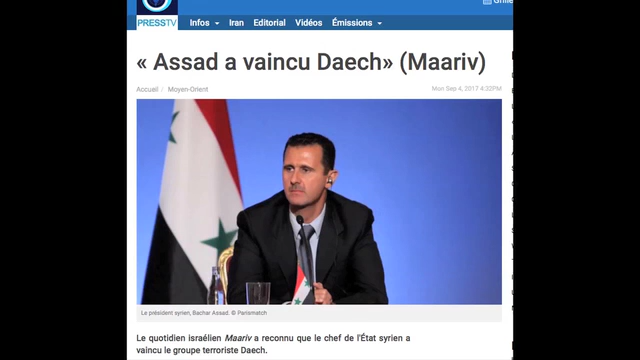 Grille
PRESSTV
Infos Iran Editorial Vidéos Émissions
« Assad a vaincu Daech» (Maariv)
Accueil / Moyen-Orient Mon Sep 4, 2017 4:32PM
Le président syrien, Bachar Assad. © Parismatch
Le quotidien israélien Maariv a reconnu que le chef de l'État syrien a
vaincu le groupe terroriste Daech.